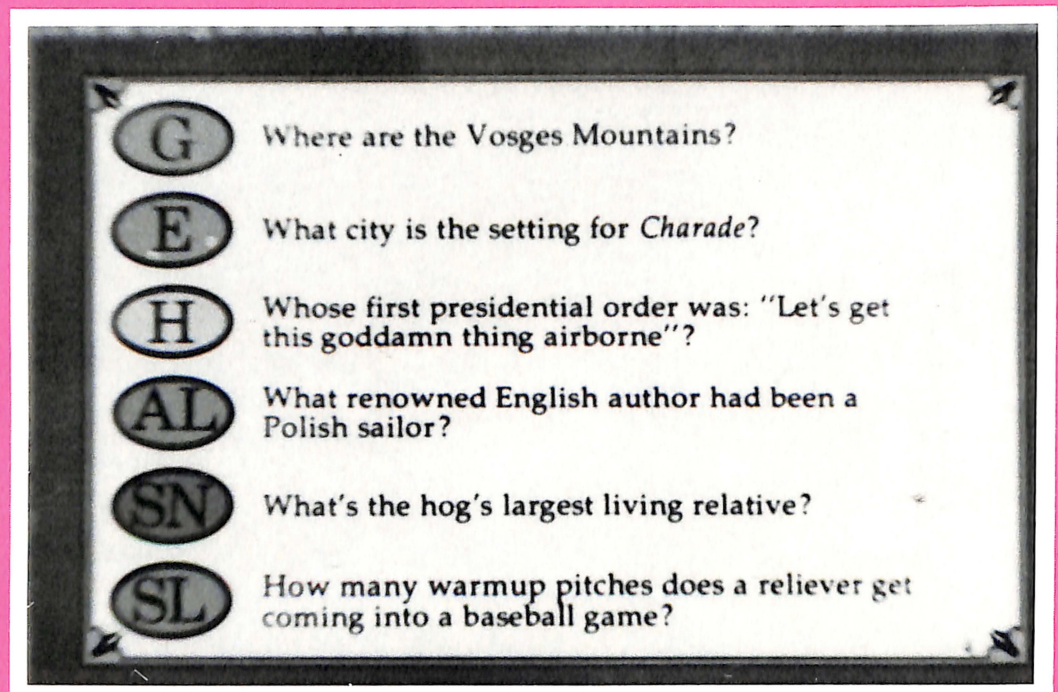 G Where are the Vosges Mountains?
E What city is the setting for Charade?
H Whose first presidential order was: "Let's get
this goddamn thing airborne"?
AL What renowned English author had been a
Polish sailor?
SN What's the hog's largest living relative?
SL How many warmup pitches does a reliever get
coming into a baseball game?